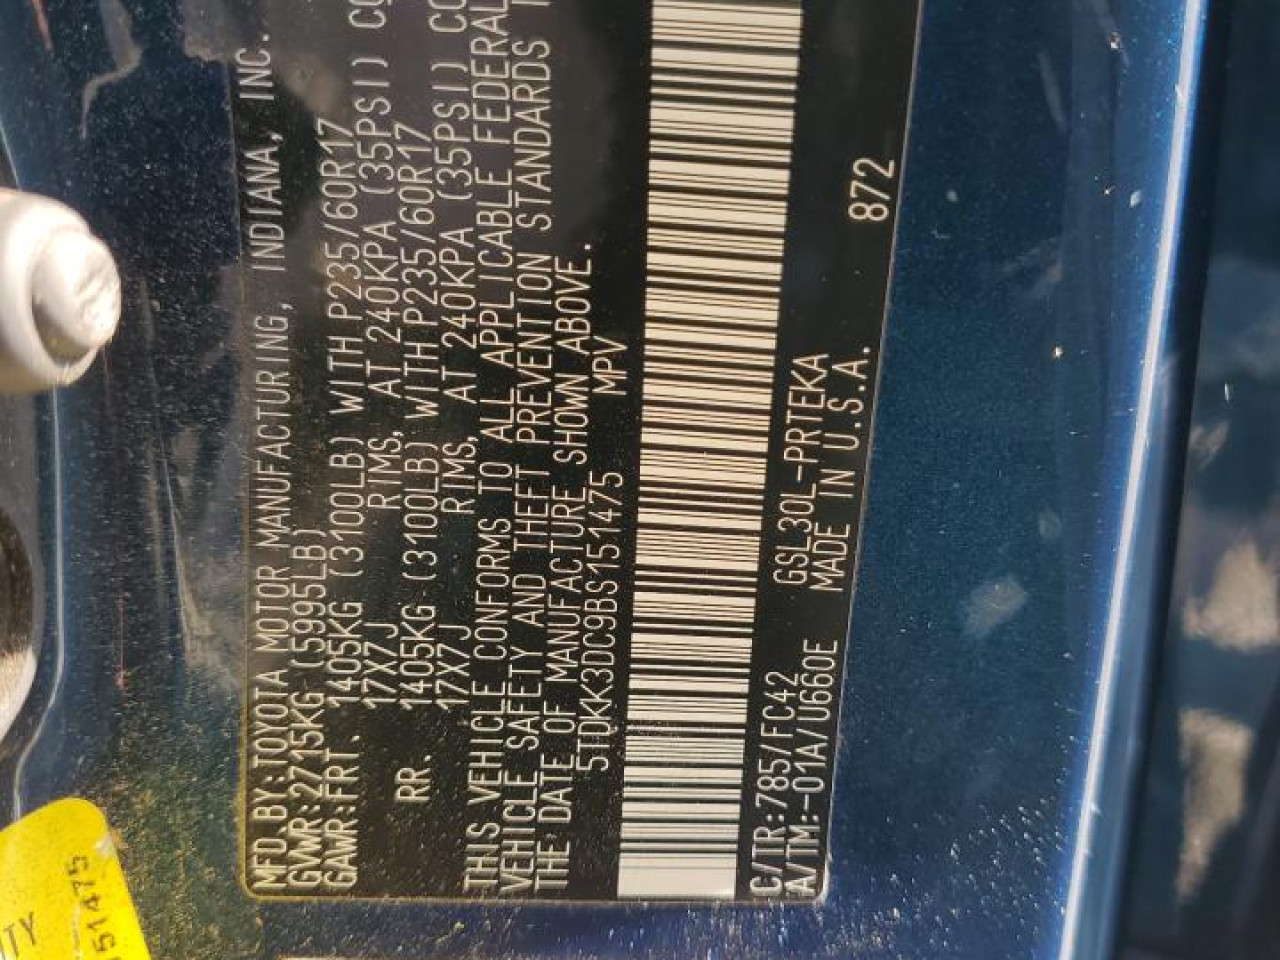 MFD.BY:TOYOTA MOTOR MANUFACTURING, INDIANA, INC.
GVWR:2715KG(5995LB)
GAWR:FRT. 1405KG (3100LB) WITH P235/60R17
17X7J RIMS, AT 240KPA (35PSI)
RR. 1405KG (3100LB) WITH P235/60R17
17X7J RIMS, AT 240KPA (35PSI)
THIS VEHICLE CONFORMS TO ALL APPLICABLE FEDERAL
VEHICLE SAFETY AND THEFT PREVENTION STANDARDS
THE DATE OF MANUFACTURE SHOWN ABOVE.
5TDKK3DC9BS151475 MPV
C/TR:785/FC42 GSL30L-PRTEKA 872
A/TM:-01A/U660E MADE IN U.S.A.
TY
51475